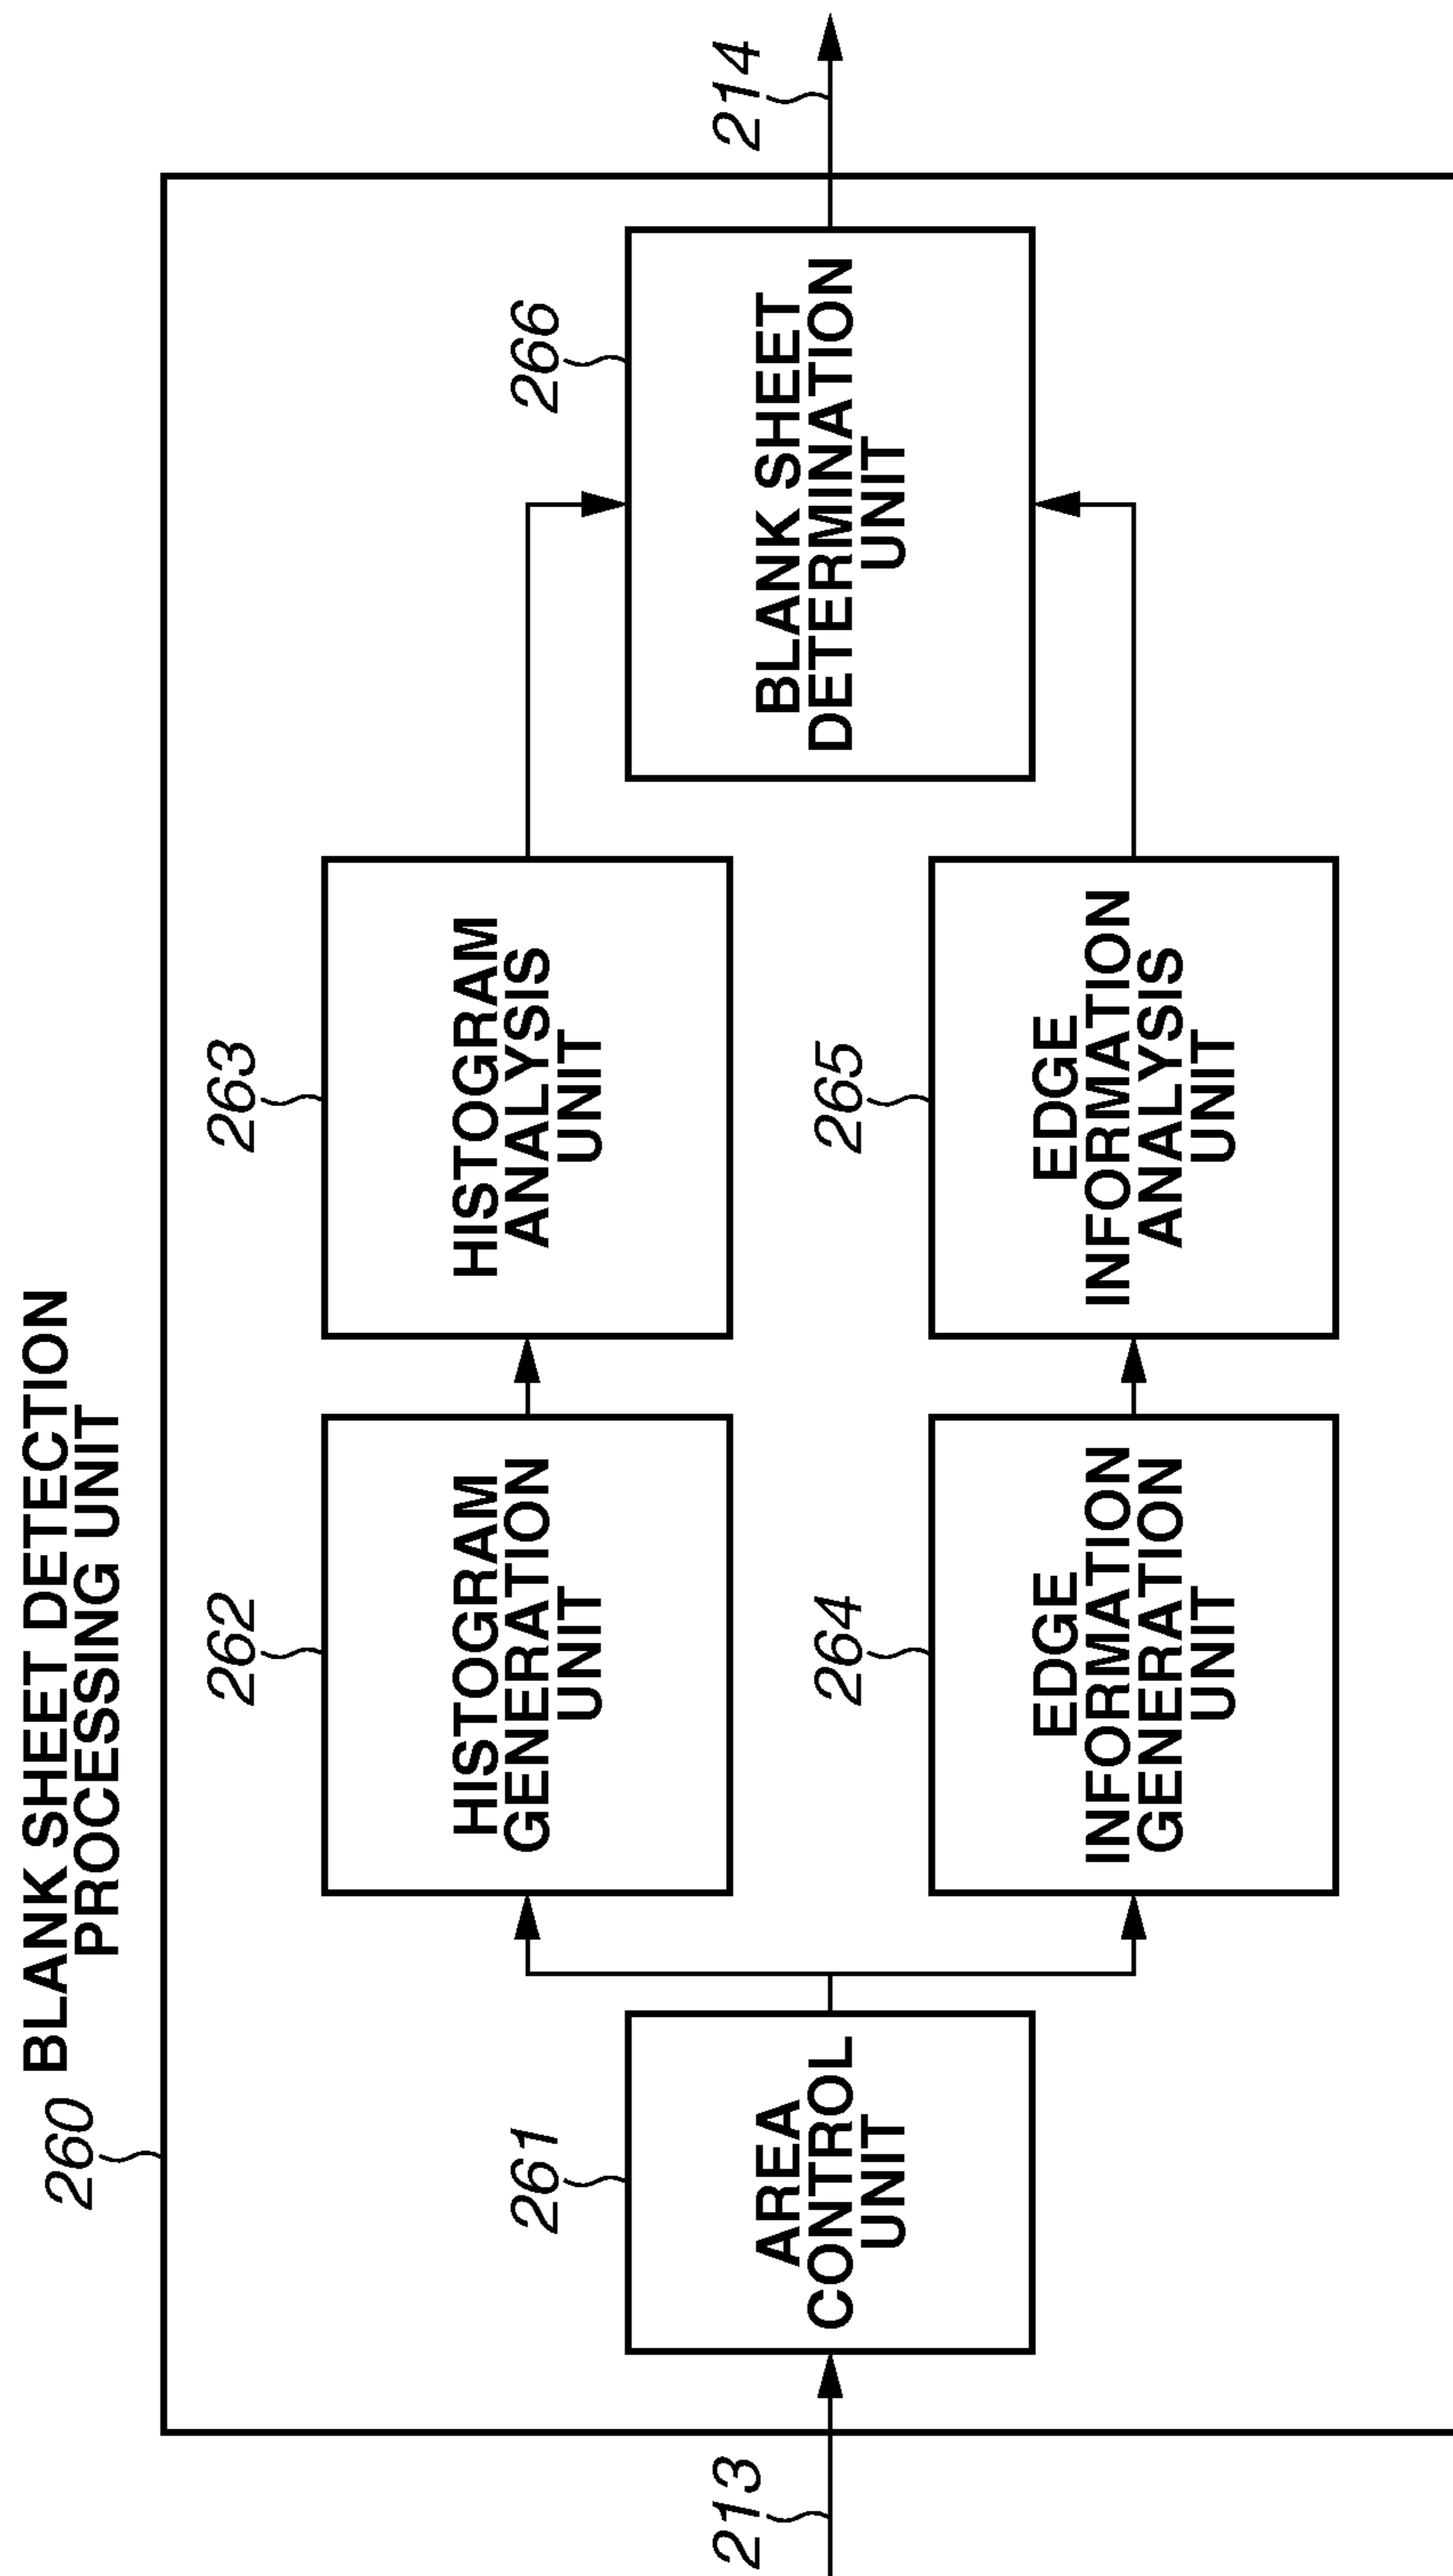 260 BLANK SHEET DETECTION
PROCESSING UNIT
213
261
AREA
CONTROL
UNIT
262
HISTOGRAM
GENERATION
UNIT
263
HISTOGRAM
ANALYSIS
UNIT
264
EDGE
INFORMATION
GENERATION
UNIT
265
EDGE
INFORMATION
ANALYSIS
UNIT
266
BLANK SHEET
DETERMINATION
UNIT
214